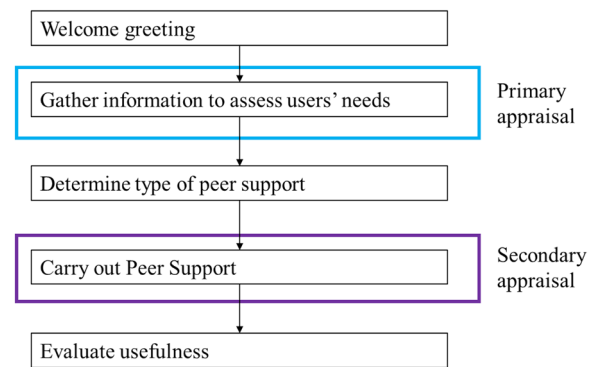 Welcome greeting
Gather information to assess users’ needs
Primary
appraisal
Determine type of peer support
Carry out Peer Support
Secondary
appraisal
Evaluate usefulness